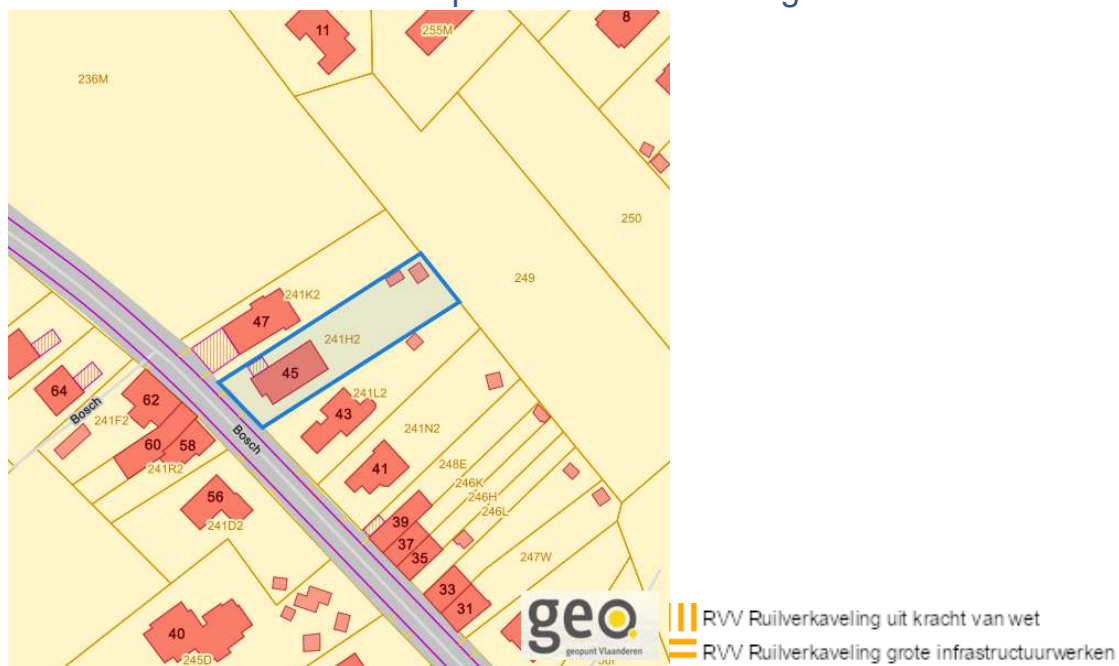 11
255M
8
236M
250
249
241K2
47
241H2
45
64
Bosch
62
241F2
60
58
241R2
Bosch
241L2
43
241N2
41
248E
246K
246H
246L
56
241D2
39
37
35
247W
33
31
40
245D
geo.
geopunt Vlaanderen
RVV Ruilverkaveling uit kracht van wet
RVV Ruilverkaveling grote infrastructuurwerken